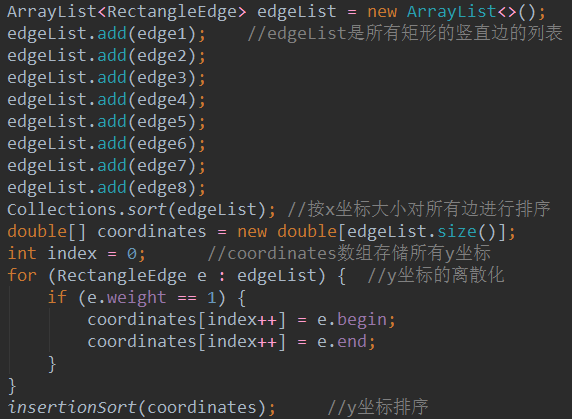 ArrayList<RectangleEdge> edgeList = new ArrayList<>();
edgeList.add(edge1);    //edgeList是所有矩形的竖直边的列表
edgeList.add(edge2);
edgeList.add(edge3);
edgeList.add(edge4);
edgeList.add(edge5);
edgeList.add(edge6);
edgeList.add(edge7);
edgeList.add(edge8);
Collections.sort(edgeList); //按x坐标大小对所有边进行排序
double[] coordinates = new double[edgeList.size()];
int index = 0;      //coordinates数组存储所有y坐标
for (RectangleEdge e : edgeList) {  //y坐标的离散化
    if (e.weight == 1) {
        coordinates[index++] = e.begin;
        coordinates[index++] = e.end;
    }
}
insertionSort(coordinates);     //y坐标排序